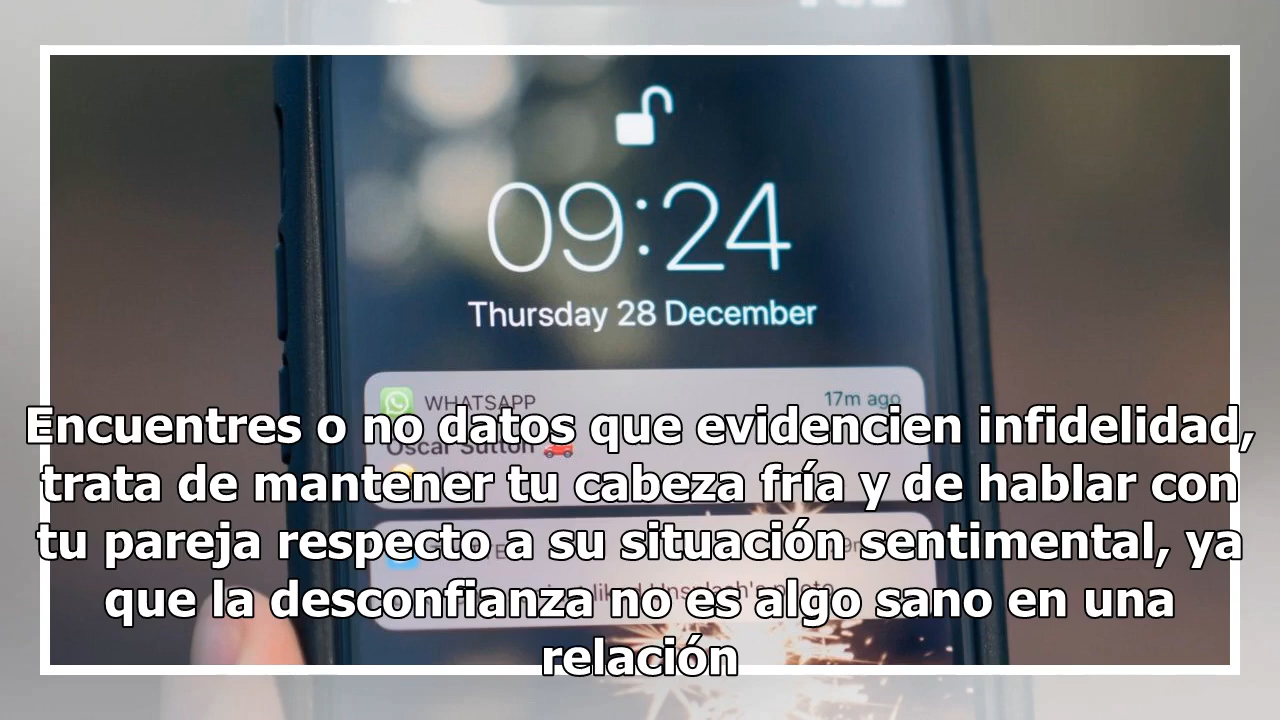 09:24
Thursday 28 December
WHATSAPP 17m ago
Oscar Sutton 🚗
Encuentres o no datos que evidencien infidelidad,
trata de mantener tu cabeza fría y de hablar con
tu pareja respecto a su situación sentimental, ya
que la desconfianza no es algo sano en una
relación